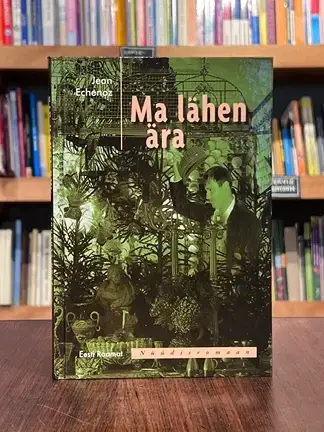 Jean
Echenoz
Ma lähen
ära
Eesti Raamat
Nüüdisromaan